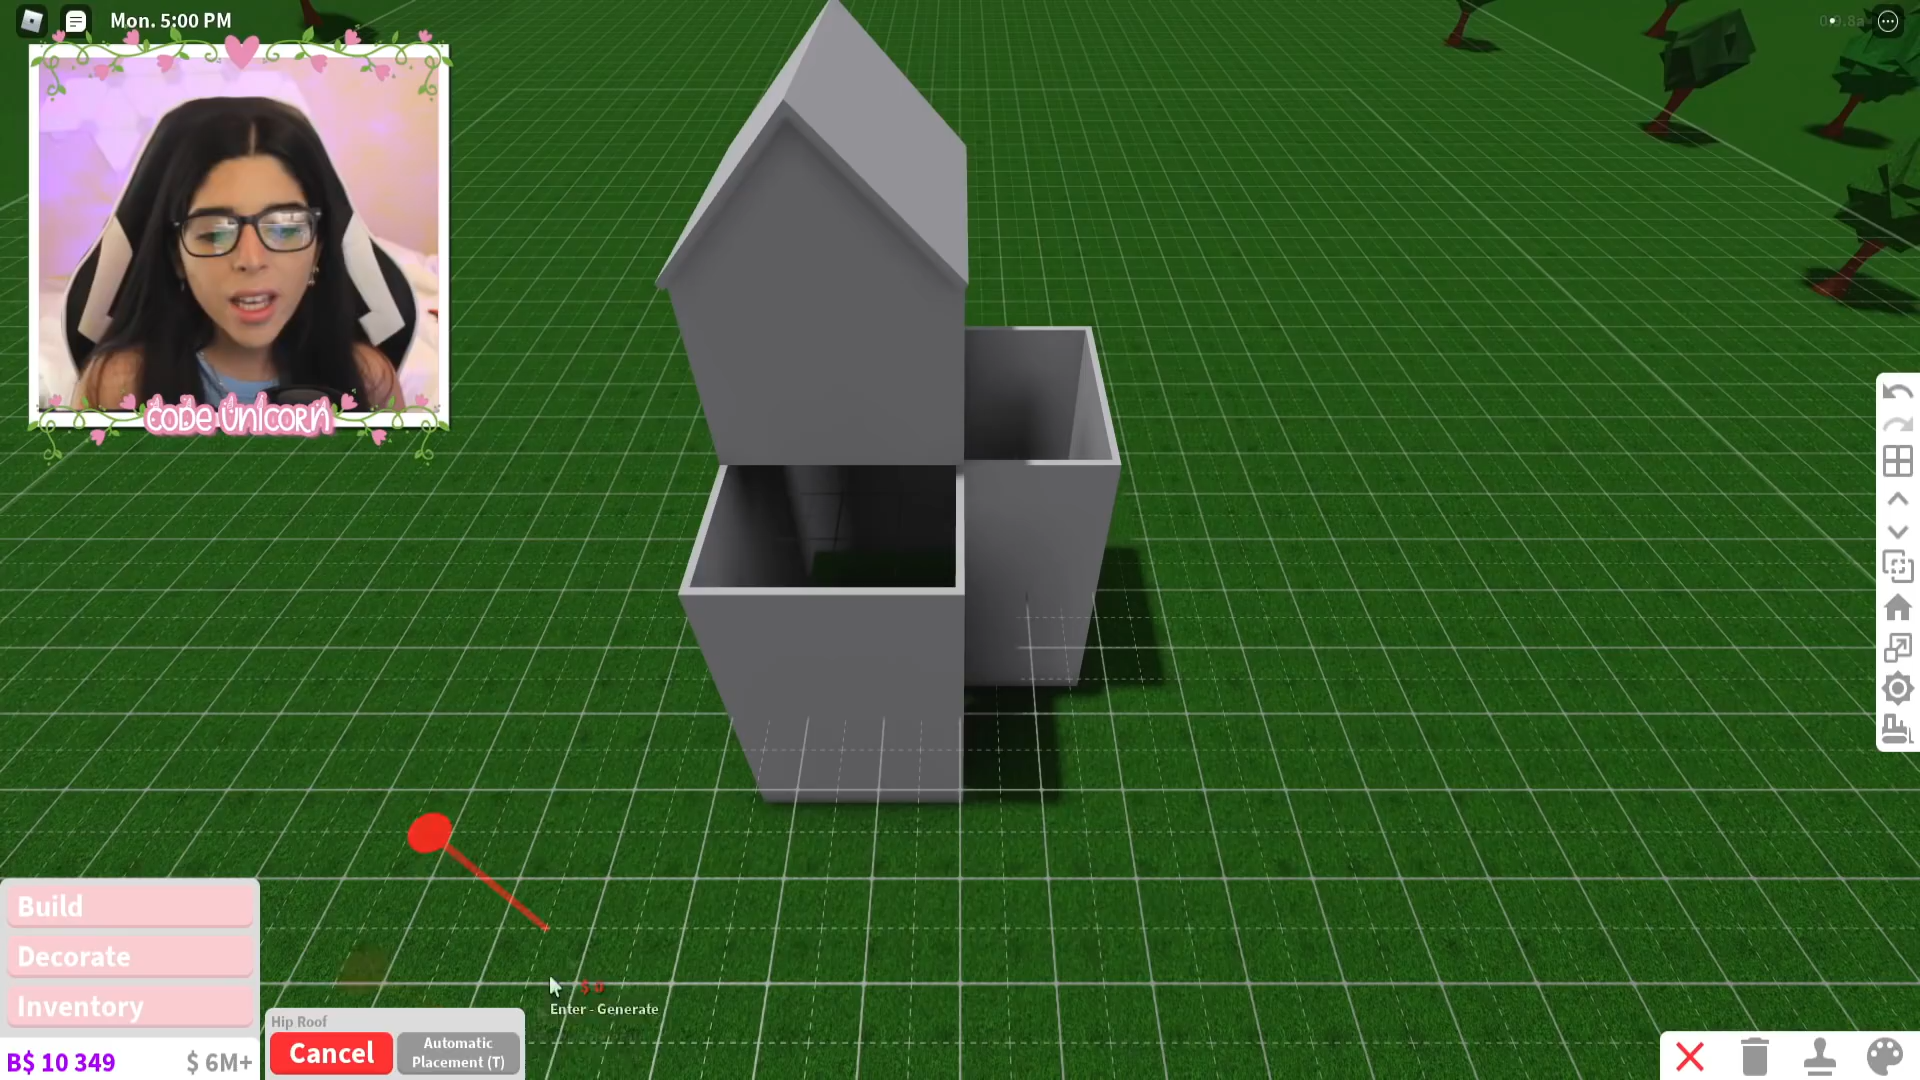 Mon. 5:00 PM
CODE UNICORN
$ 0
Enter - Generate
Build
Decorate
Inventory
B$ 10 349
$ 6M+
Hip Roof
Cancel
Automatic
Placement (T)